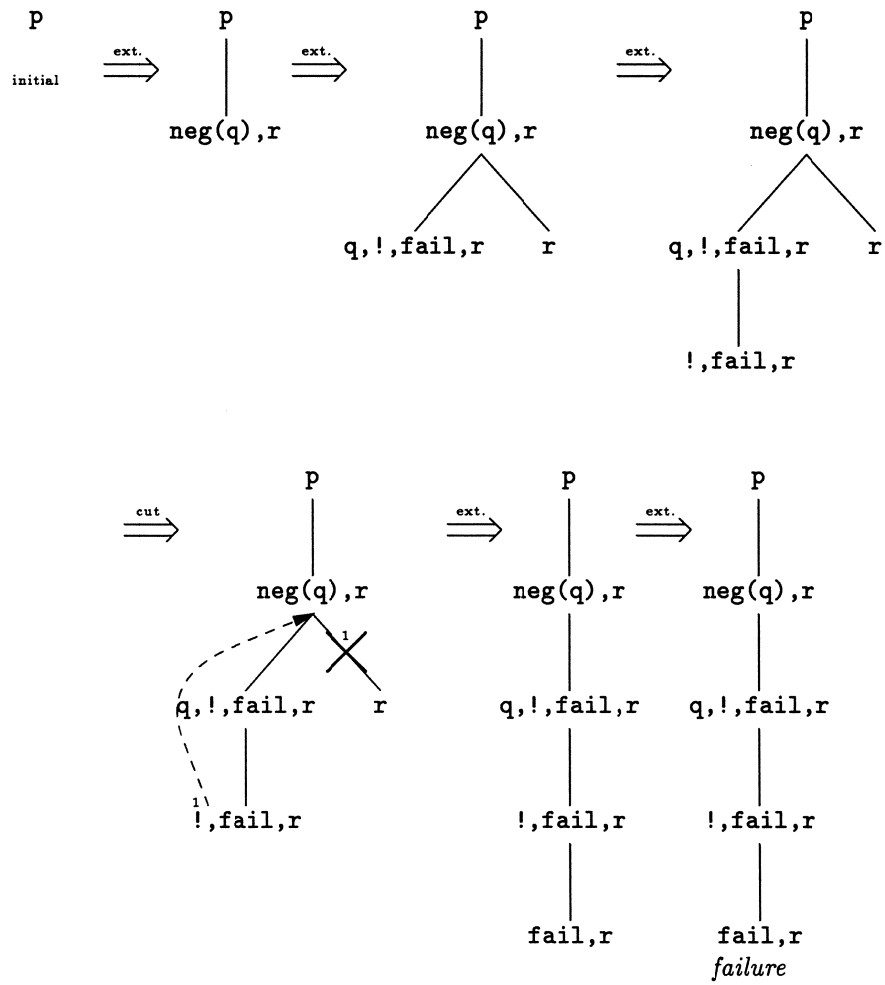 p p p p
ext. ext. ext.
initial
neg(q),r neg(q),r neg(q),r
q,!,fail,r r q,!,fail,r r
!,fail,r
p p p
cut ext. ext.
neg(q),r neg(q),r neg(q),r
1
q,!,fail,r r q,!,fail,r q,!,fail,r
1
!,fail,r !,fail,r !,fail,r
fail,r fail,r
failure